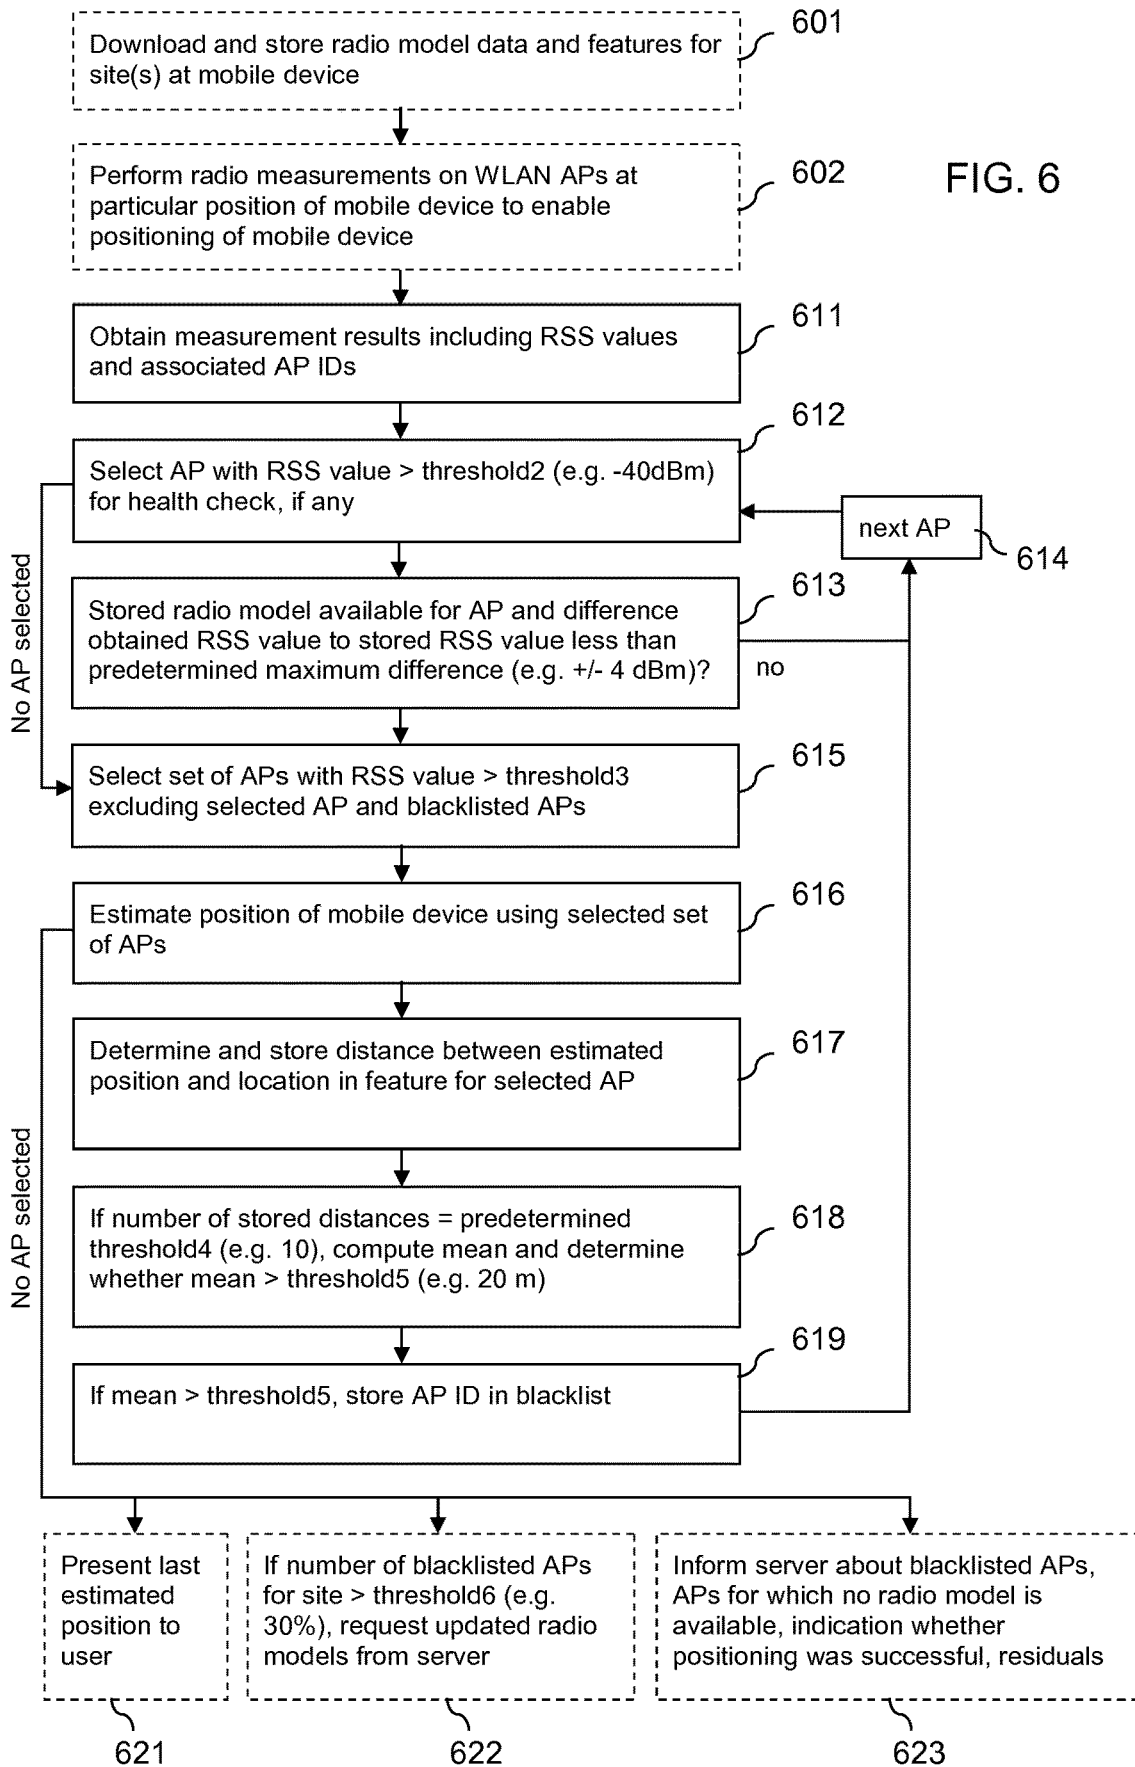 601
Download and store radio model data and features for
site(s) at mobile device
602
FIG. 6
Perform radio measurements on WLAN APs at
particular position of mobile device to enable
positioning of mobile device
611
Obtain measurement results including RSS values
and associated AP IDs
612
Select AP with RSS value > threshold2 (e.g. -40dBm)
for health check, if any
next AP
614
No AP selected
613
Stored radio model available for AP and difference
obtained RSS value to stored RSS value less than
predetermined maximum difference (e.g. +/- 4 dBm)?
no
615
Select set of APs with RSS value > threshold3
excluding selected AP and blacklisted APs
616
Estimate position of mobile device using selected set
of APs
617
Determine and store distance between estimated
position and location in feature for selected AP
No AP selected
618
If number of stored distances = predetermined
threshold4 (e.g. 10), compute mean and determine
whether mean > threshold5 (e.g. 20 m)
619
If mean > threshold5, store AP ID in blacklist
Present last
estimated
position to
user
621
If number of blacklisted APs
for site > threshold6 (e.g.
30%), request updated radio
models from server
622
Inform server about blacklisted APs,
APs for which no radio model is
available, indication whether
positioning was successful, residuals
623